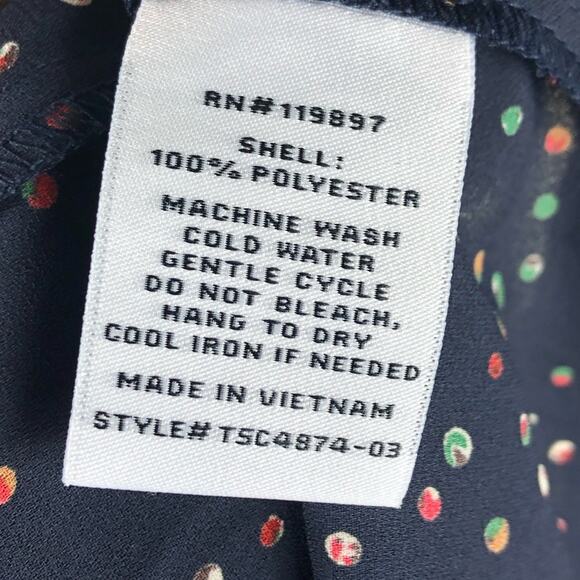 RN#119897
SHELL:
100% POLYESTER
MACHINE WASH
COLD WATER
GENTLE CYCLE
DO NOT BLEACH,
HANG TO DRY
COOL IRON IF NEEDED
MADE IN VIETNAM
STYLE# TSC4874-03